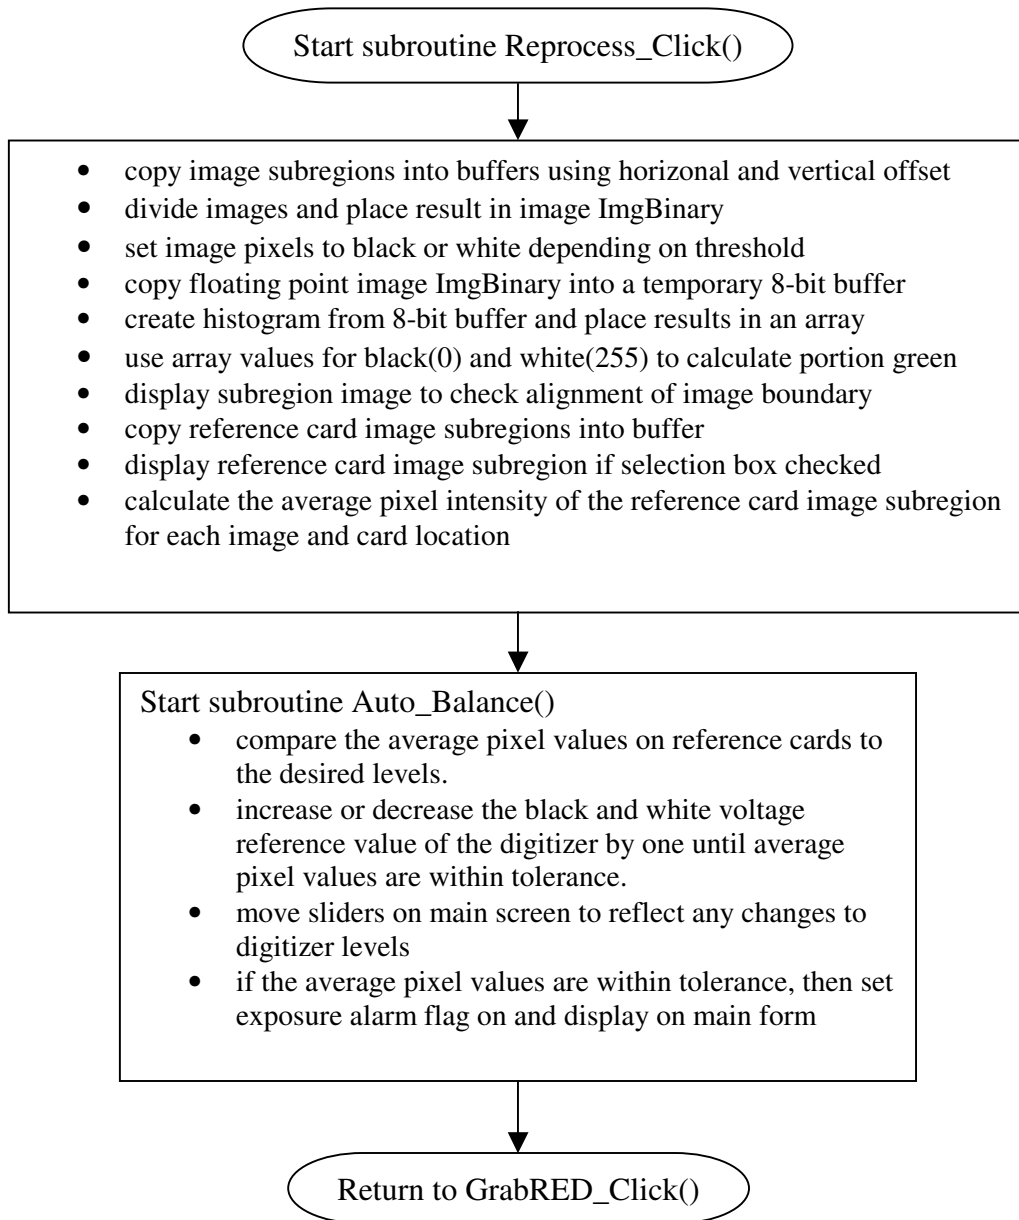 Start subroutine Reprocess_Click()
• copy image subregions into buffers using horizonal and vertical offset
• divide images and place result in image ImgBinary
• set image pixels to black or white depending on threshold
• copy floating point image ImgBinary into a temporary 8-bit buffer
• create histogram from 8-bit buffer and place results in an array
• use array values for black(0) and white(255) to calculate portion green
• display subregion image to check alignment of image boundary
• copy reference card image subregions into buffer
• display reference card image subregion if selection box checked
• calculate the average pixel intensity of the reference card image subregion
for each image and card location
Start subroutine Auto_Balance()
• compare the average pixel values on reference cards to
the desired levels.
• increase or decrease the black and white voltage
reference value of the digitizer by one until average
pixel values are within tolerance.
• move sliders on main screen to reflect any changes to
digitizer levels
• if the average pixel values are within tolerance, then set
exposure alarm flag on and display on main form
Return to GrabRED_Click()